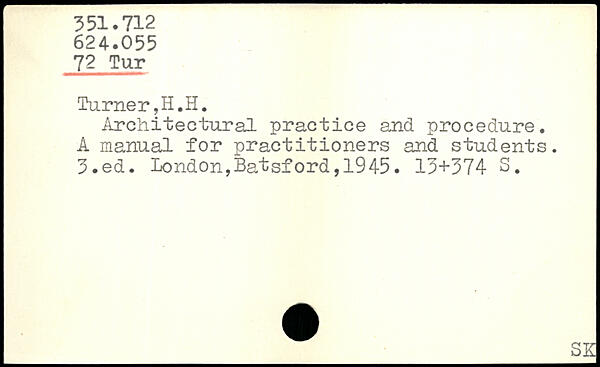 351.712
624.055
72 Tur
Turner,H.H.
Architectural practice and procedure.
A manual for practitioners and students.
3.ed. London,Batsford,1945. 13+374 S.
SK